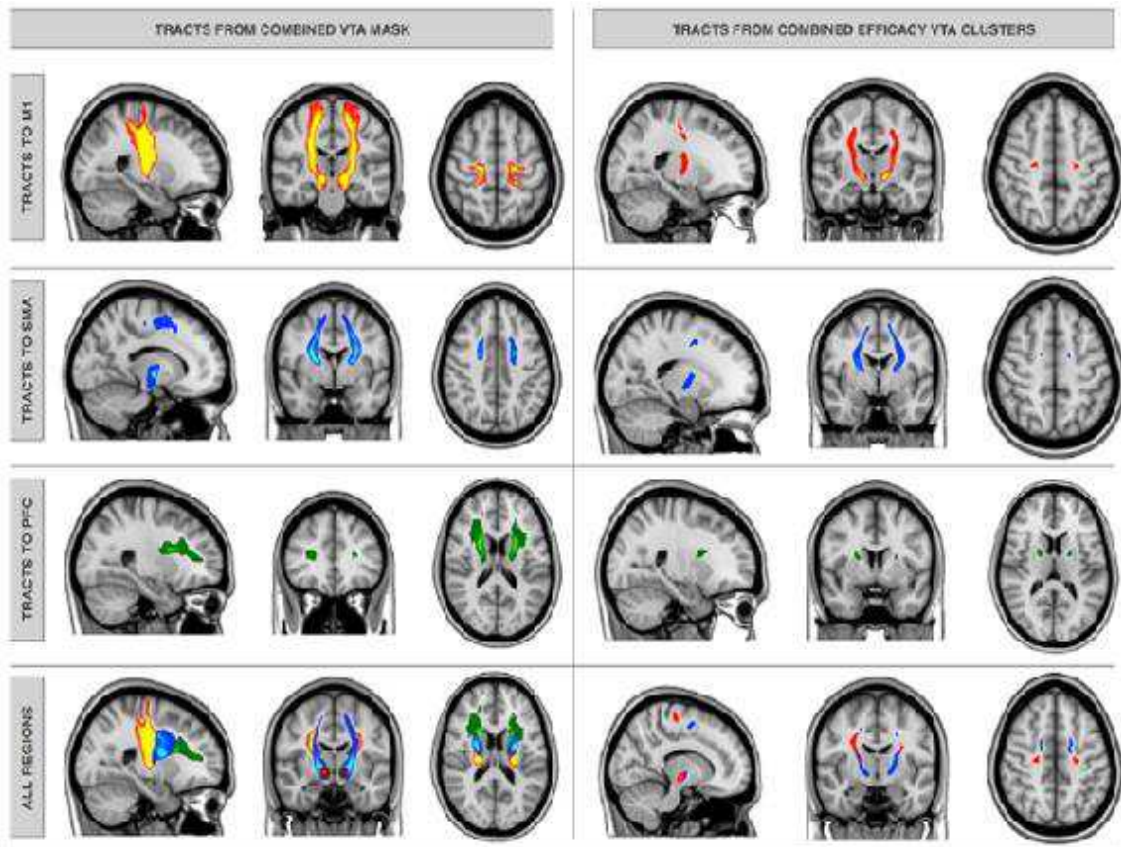 TRACTS FROM COMBINED VTA MASK
TRACTS FROM COMBINED EFFICACY VTA CLUSTERS
TRACTS TO M1
TRACTS TO SMA
TRACTS TO PFC
ALL REGIONS